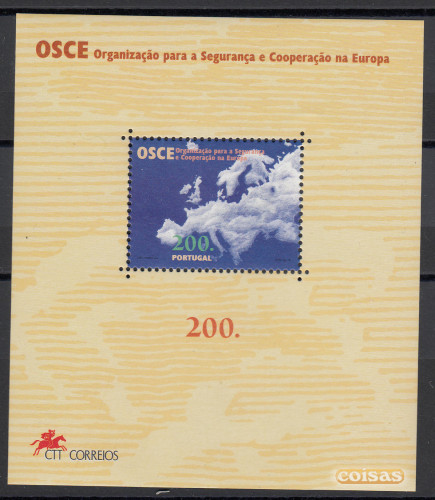 OSCE Organização para a Segurança e Cooperação na Europa
OSCE Organização para a Segurança
e Cooperação na Europa
200.
PORTUGAL
200.
CTT CORREIOS
coisas